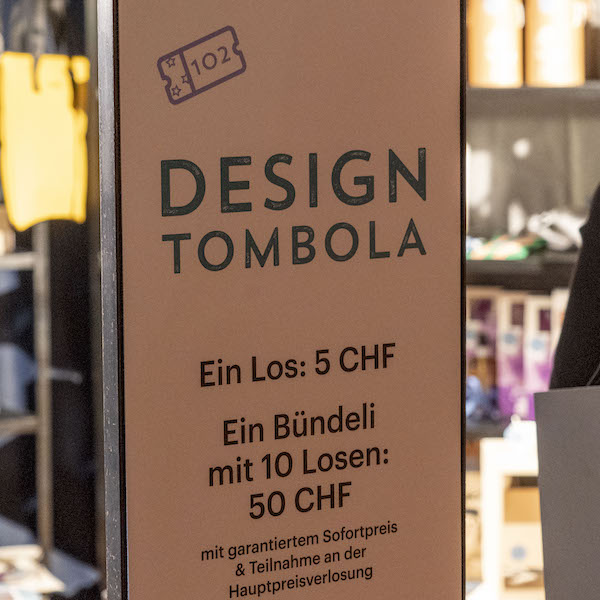 102
DESIGN
TOMBOLA
Ein Los: 5 CHF
Ein Bündeli
mit 10 Losen:
50 CHF
mit garantiertem Sofortpreis
& Teilnahme an der
Hauptpreisverlosung